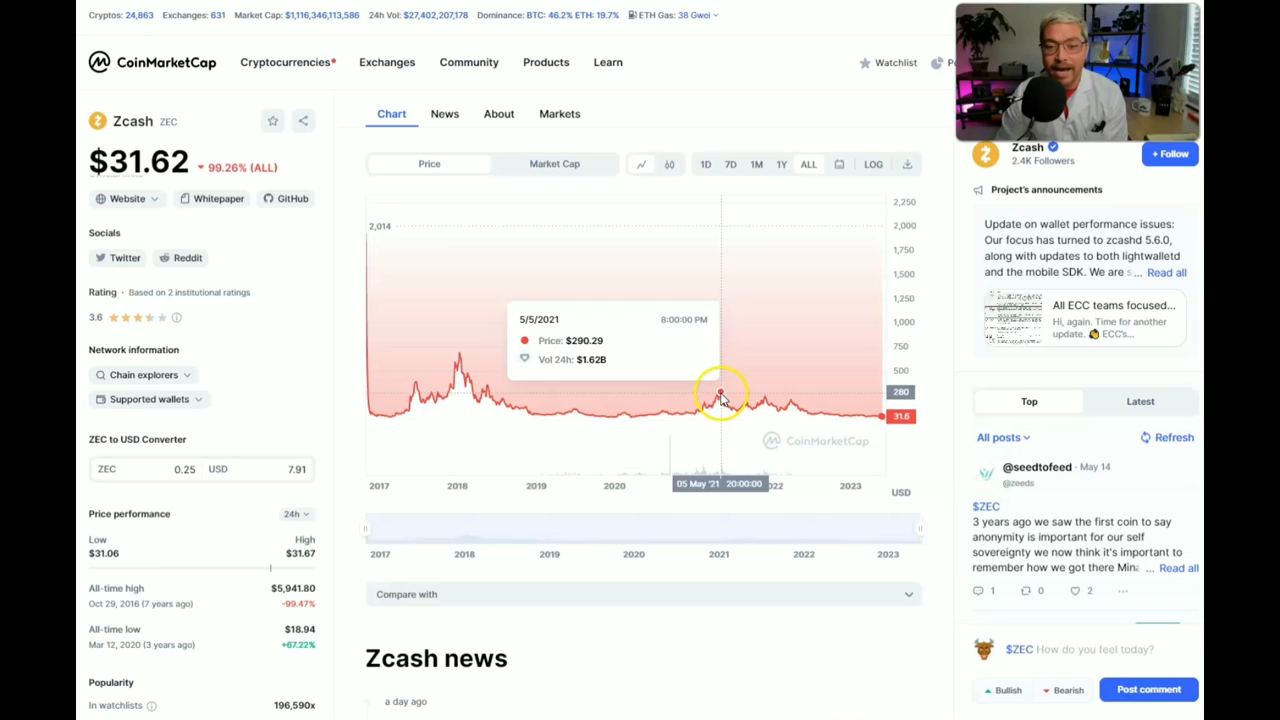 Cryptos: 24,863 Exchanges: 631 Market Cap: $1,116,346,113,586 24h Vol: $27,402,207,178 Dominance: BTC: 46.2% ETH: 19.7% ETH Gas: 38 Gwei
CoinMarketCap Cryptocurrencies Exchanges Community Products Learn Watchlist
Zcash ZEC
$31.62 99.26% (ALL)
Website Whitepaper GitHub
Socials
Twitter Reddit
Rating · Based on 2 institutional ratings
3.6
Network information
Chain explorers
Supported wallets
ZEC to USD Converter
ZEC 0.25 USD 7.91
Price performance 24h
Low High
$31.06 $31.67
All-time high $5,941.80
Oct 29, 2016 (7 years ago) -99.47%
All-time low $18.94
Mar 12, 2020 (3 years ago) +67.22%
Popularity
In watchlists 196,590x
Chart News About Markets
Price Market Cap 1D 7D 1M 1Y ALL LOG
2,250
2,014 2,000
1,750
1,500
1,250
1,000
750
500
280
31.6
5/5/2021 8:00:00 PM
Price: $290.29
Vol 24h: $1.62B
CoinMarketCap
05 May '21 20:00:00
2017 2018 2019 2020 022 2023 USD
2017 2018 2019 2020 2021 2022 2023
Compare with
Zcash news
a day ago
Zcash
2.4K Followers
+ Follow
Project's announcements
Update on wallet performance issues:
Our focus has turned to zcashd 5.6.0,
along with updates to both lightwalletd
and the mobile SDK. We are s ... Read all
All ECC teams focused...
Hi, again. Time for another
update. ECC's...
Top Latest
All posts Refresh
@seedtofeed · May 14
@zeeds
$ZEC
3 years ago we saw the first coin to say
anonymity is important for our self
sovereignty we now think it's important to
remember how we got there Mina ... Read all
1 0 2 ...
$ZEC How do you feel today?
Bullish Bearish Post comment